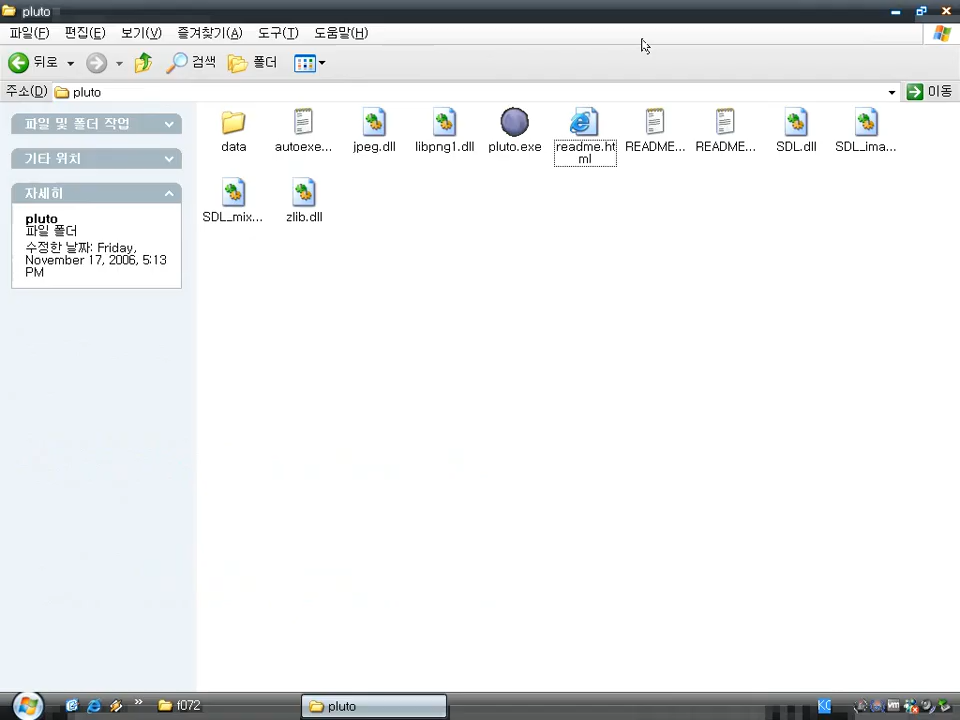 pluto
파일(F) 편집(E) 보기(V) 즐겨찾기(A) 도구(T) 도움말(H)
뒤로 검색 폴더
주소(D) pluto 이동
파일 및 폴더 작업
기타 위치
자세히
pluto
파일 폴더
수정한 날짜: Friday,
November 17, 2006, 5:13
PM
data autoexe... jpeg.dll libpng1.dll pluto.exe readme.ht README... README... SDL.dll SDL_ima...
ml
SDL_mix... zlib.dll
f072 pluto KC vm